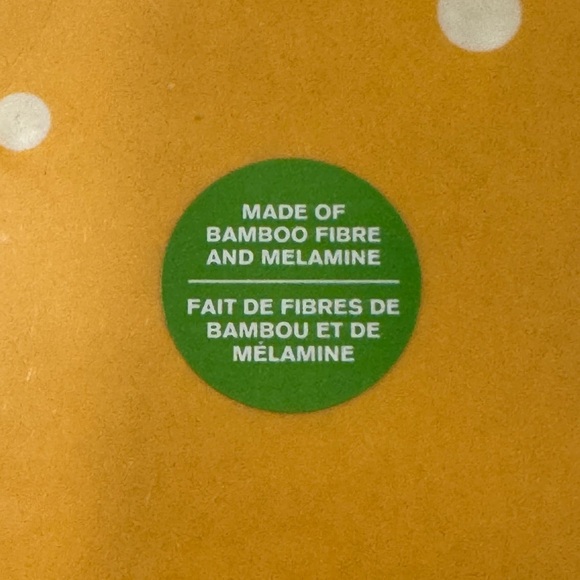 MADE OF
BAMBOO FIBRE
AND MELAMINE
FAIT DE FIBRES DE
BAMBOU ET DE
MÉLAMINE